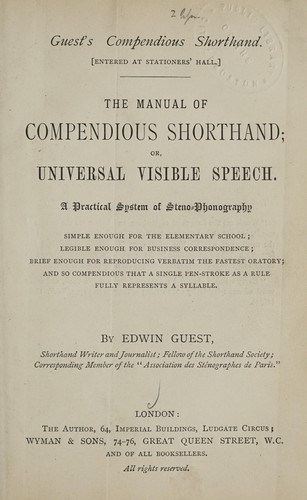 Guest's Compendious Shorthand.
[ENTERED AT STATIONERS' HALL.]
THE MANUAL OF
COMPENDIOUS SHORTHAND;
OR,
UNIVERSAL VISIBLE SPEECH.
A Practical System of Steno-Phonography
SIMPLE ENOUGH FOR THE ELEMENTARY SCHOOL;
LEGIBLE ENOUGH FOR BUSINESS CORRESPONDENCE;
BRIEF ENOUGH FOR REPRODUCING VERBATIM THE FASTEST ORATORY;
AND SO COMPENDIOUS THAT A SINGLE PEN-STROKE AS A RULE
FULLY REPRESENTS A SYLLABLE.
BY EDWIN GUEST,
Shorthand Writer and Journalist; Fellow of the Shorthand Society;
Corresponding Member of the "Association des Sténographes de Paris."
LONDON:
THE AUTHOR, 64, IMPERIAL BUILDINGS, LUDGATE CIRCUS;
WYMAN & SONS, 74-76, GREAT QUEEN STREET, W.C.
AND OF ALL BOOKSELLERS.
All rights reserved.